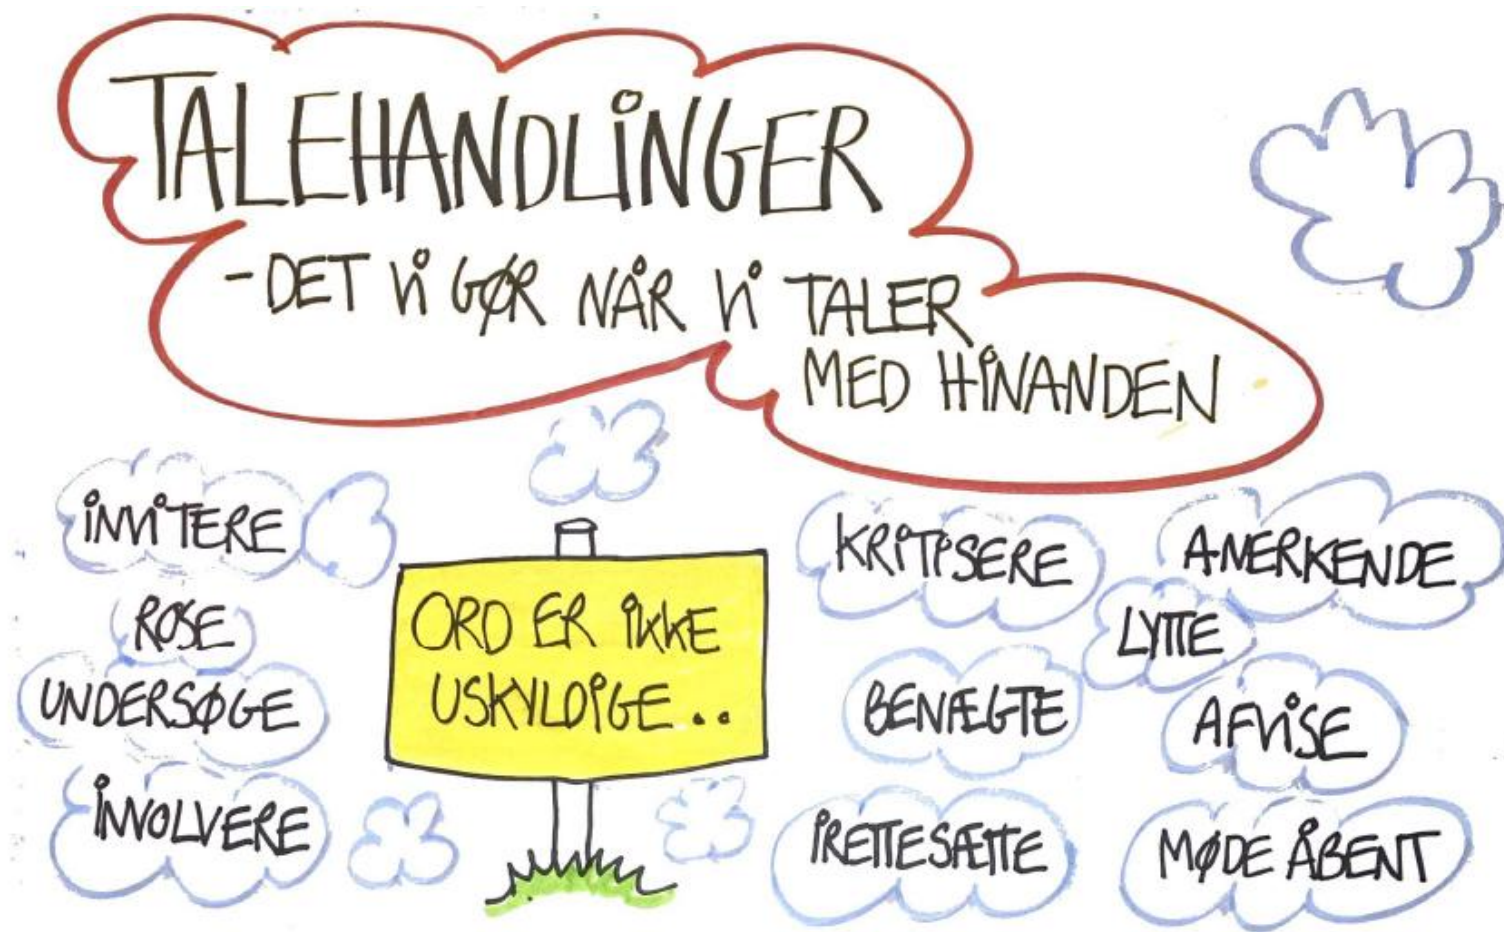 TALEHANDLINGER
- DET VI GØR NÅR VI TALER
MED HINANDEN
INVITERE
ROSE
UNDERSØGE
INVOLVERE
ORD ER IKKE
USKYLDIGE..
KRITISERE
ANERKENDE
LYTTE
BENÆGTE
AFVISE
IRETTESÆTTE
MØDE ÅBENT